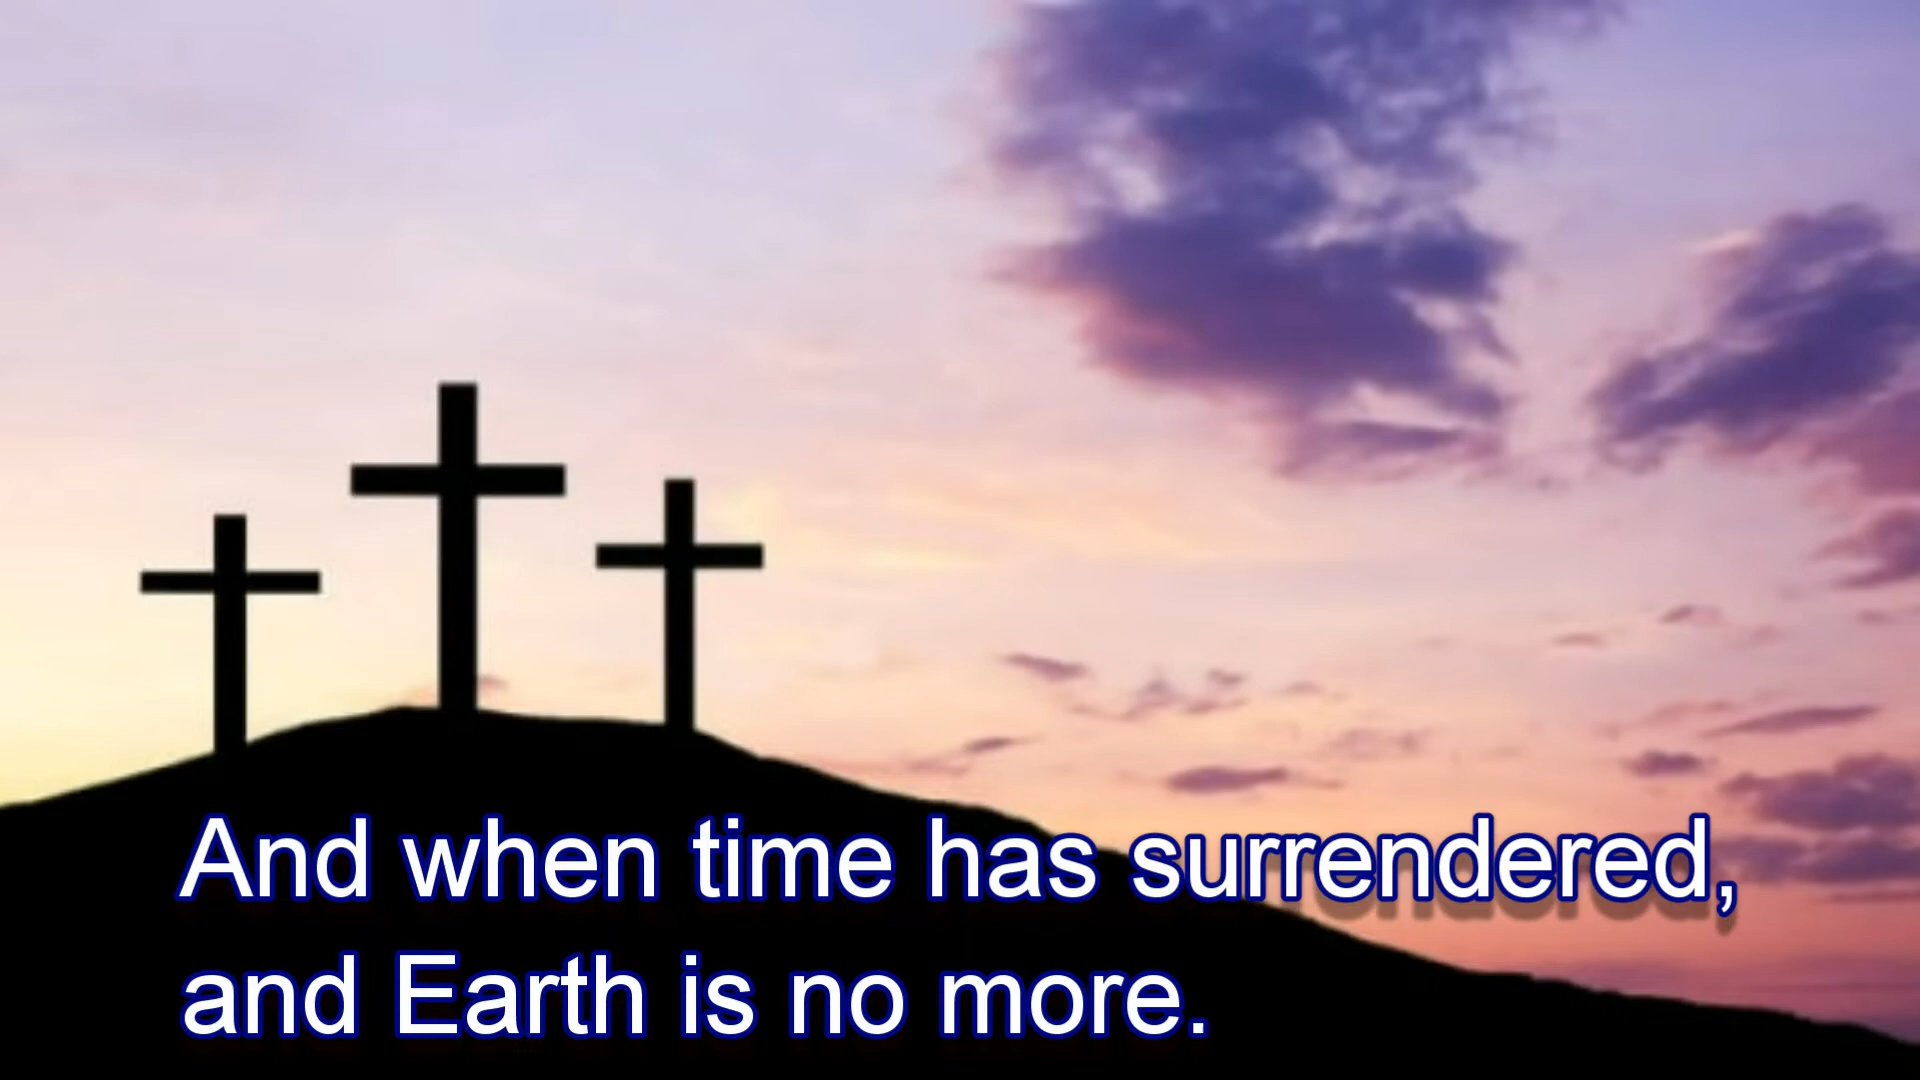 And when time has surrendered,
and Earth is no more.